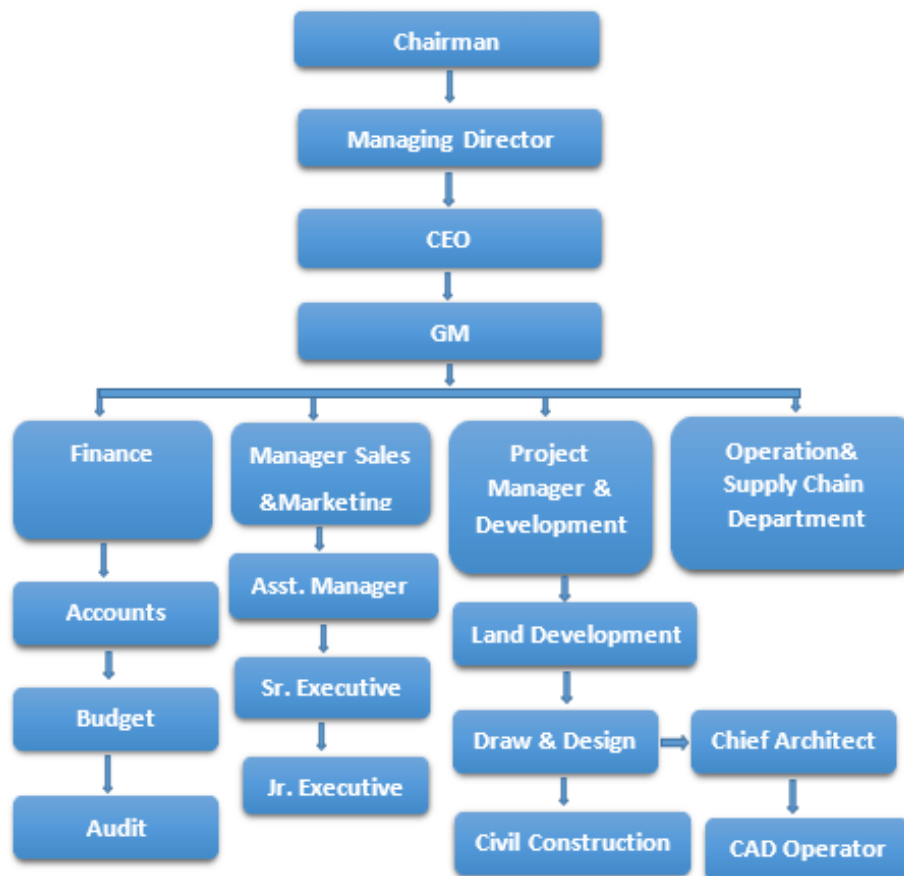 Chairman
Managing Director
CEO
GM
Finance
Manager Sales
&Marketing
Project
Manager &
Development
Operation&
Supply Chain
Department
Accounts
Asst. Manager
Land Development
Budget
Sr. Executive
Draw & Design
Chief Architect
Audit
Jr. Executive
Civil Construction
CAD Operator